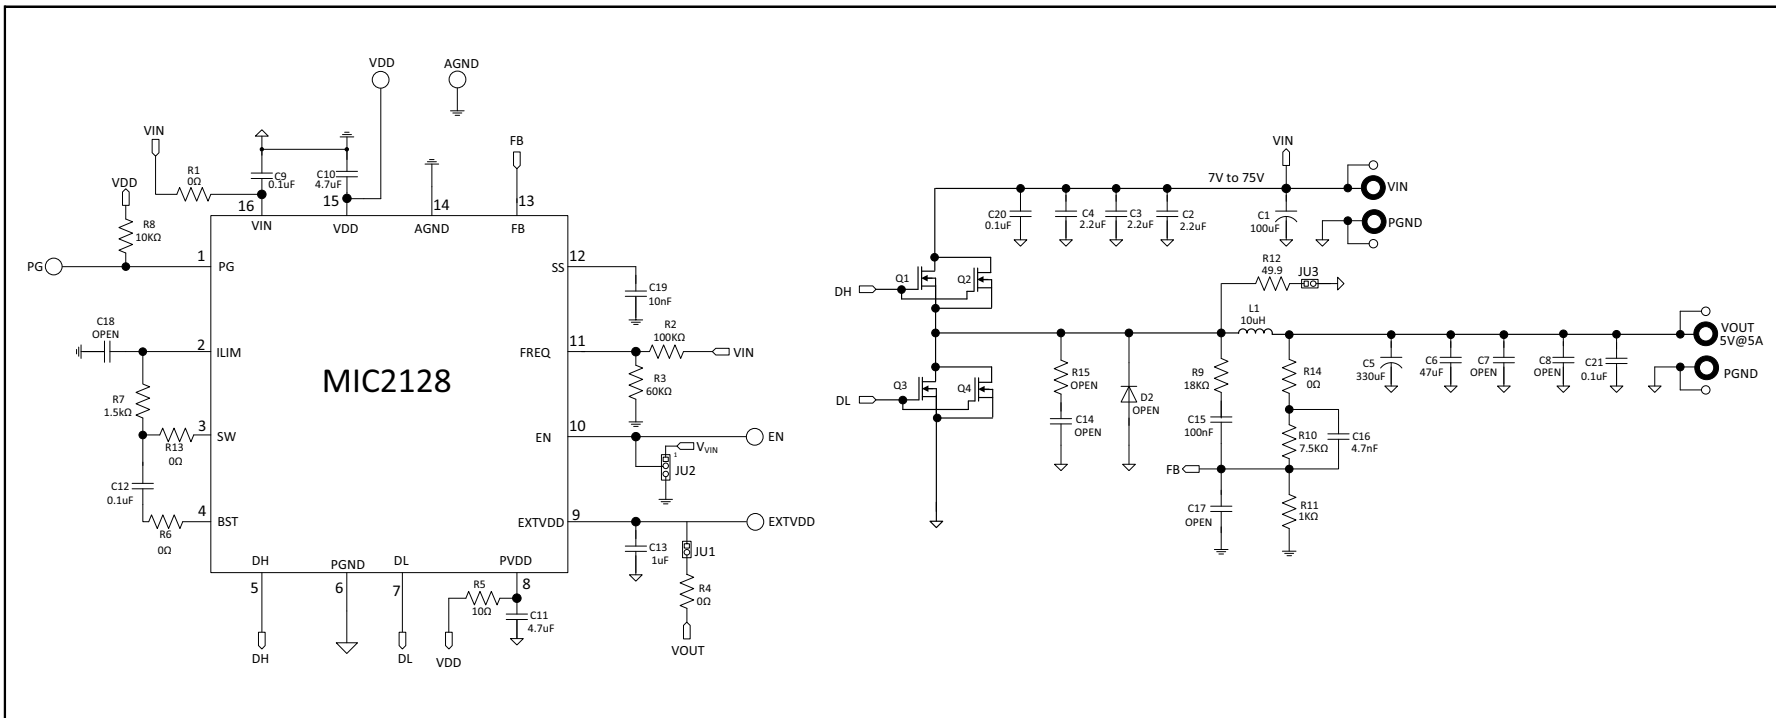 VDD
AGND
VIN
FB
R1
0Ω
C9
0.1uF
C10
4.7uF
VDD
R8
10KΩ
16
15
14
13
VIN
VDD
AGND
FB
PG
1
PG
12
SS
C19
10nF
C18
OPEN
2
ILIM
11
FREQ
R2
100KΩ
VIN
R3
60KΩ
MIC2128
R7
1.5kΩ
3
SW
R13
0Ω
10
EN
EN
VVIN
1
JU2
C12
0.1uF
4
BST
R6
0Ω
9
EXTVDD
EXTVDD
C13
1uF
JU1
R4
0Ω
VOUT
DH
PGND
DL
PVDD
5
6
7
8
R5
10Ω
C11
4.7uF
DH
DL
VDD
VIN
7V to 75V
VIN
C20
0.1uF
C4
2.2uF
C3
2.2uF
C2
2.2uF
C1
100uF
PGND
DH
Q1
Q2
R12
49.9
JU3
L1
10uH
VOUT
5V@5A
DL
Q3
Q4
R15
OPEN
C14
OPEN
D2
OPEN
R9
18KΩ
C15
100nF
R14
0Ω
R10
7.5KΩ
C16
4.7nF
C5
330uF
C6
47uF
C7
OPEN
C8
OPEN
C21
0.1uF
PGND
FB
C17
OPEN
R11
1KΩ